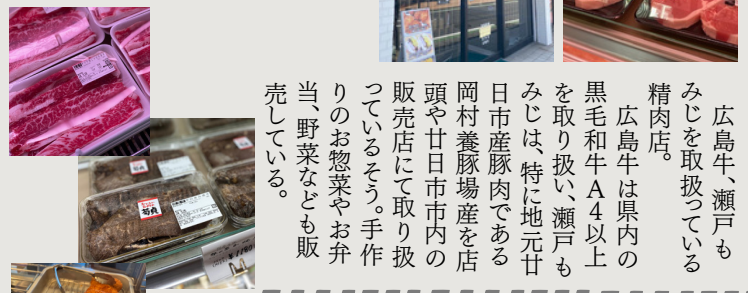 広島牛、瀬戸も
みじを取扱っている
精肉店。
広島牛は県内の
黒毛和牛A4以上
を取り扱い、瀬戸も
みじは、特に地元廿
日市産豚肉である
岡村養豚場産を店
頭や廿日市市内の
販売店にて取り扱
っているそう。手作
りのお惣菜やお弁
当、野菜なども販
売している。